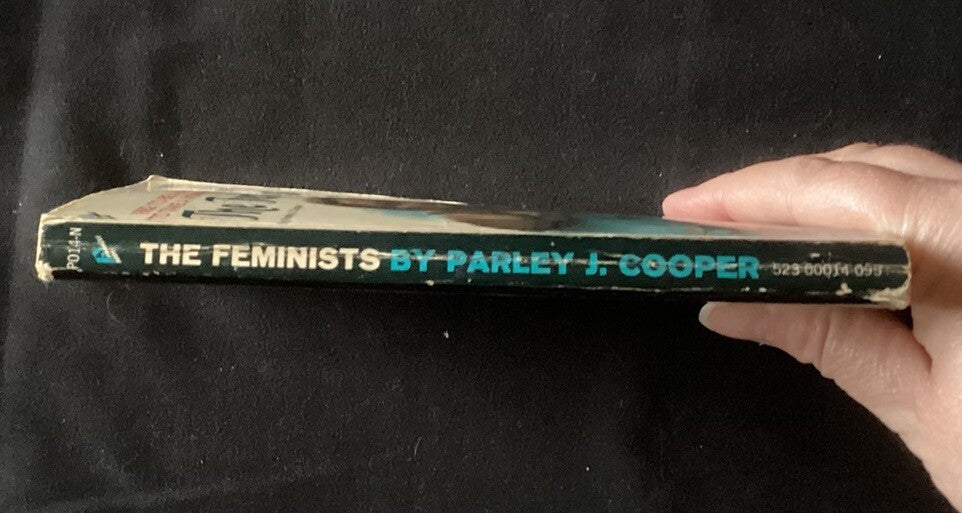 P014-N
THE FEMINISTS BY PARLEY J. COOPER
523 00014 095